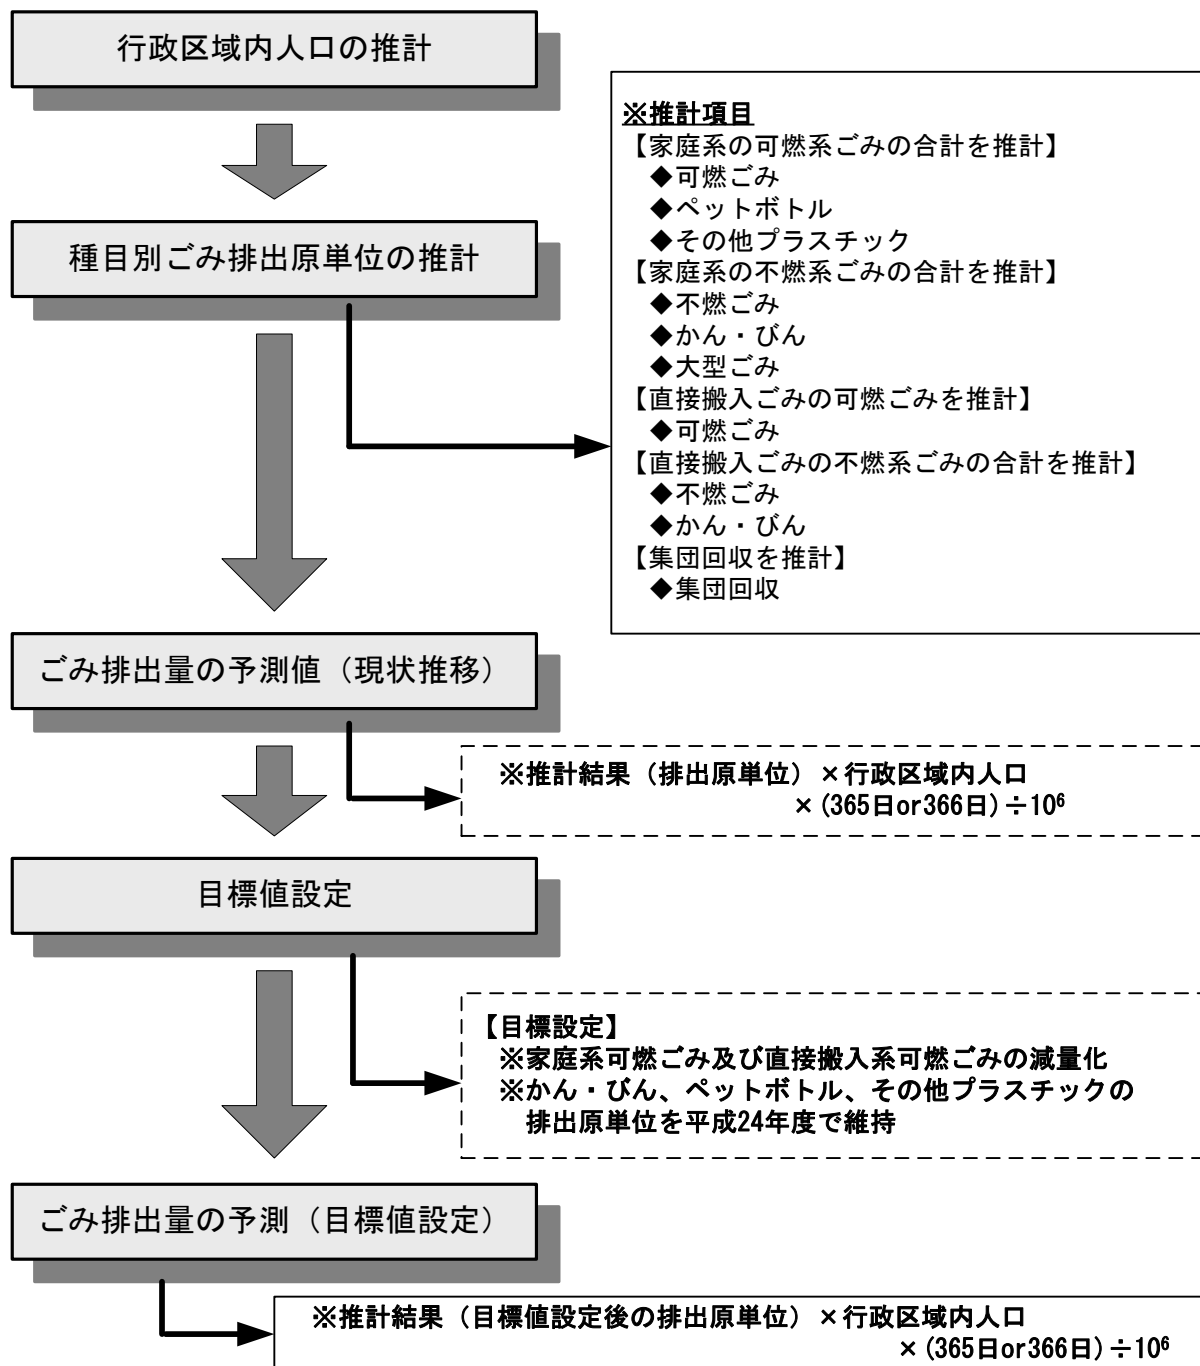 行政区域内人口の推計
種目別ごみ排出原単位の推計
※推計項目
【家庭系の可燃系ごみの合計を推計】
◆可燃ごみ
◆ペットボトル
◆その他プラスチック
【家庭系の不燃系ごみの合計を推計】
◆不燃ごみ
◆かん・びん
◆大型ごみ
【直接搬入ごみの可燃ごみを推計】
◆可燃ごみ
【直接搬入ごみの不燃系ごみの合計を推計】
◆不燃ごみ
◆かん・びん
【集団回収を推計】
◆集団回収
ごみ排出量の予測値（現状推移）
※推計結果（排出原単位）×行政区域内人口
×(365日or366日)÷10⁶
目標値設定
【目標設定】
※家庭系可燃ごみ及び直接搬入系可燃ごみの減量化
※かん・びん、ペットボトル、その他プラスチックの
排出原単位を平成24年度で維持
ごみ排出量の予測（目標値設定）
※推計結果（目標値設定後の排出原単位）×行政区域内人口
×(365日or366日)÷10⁶